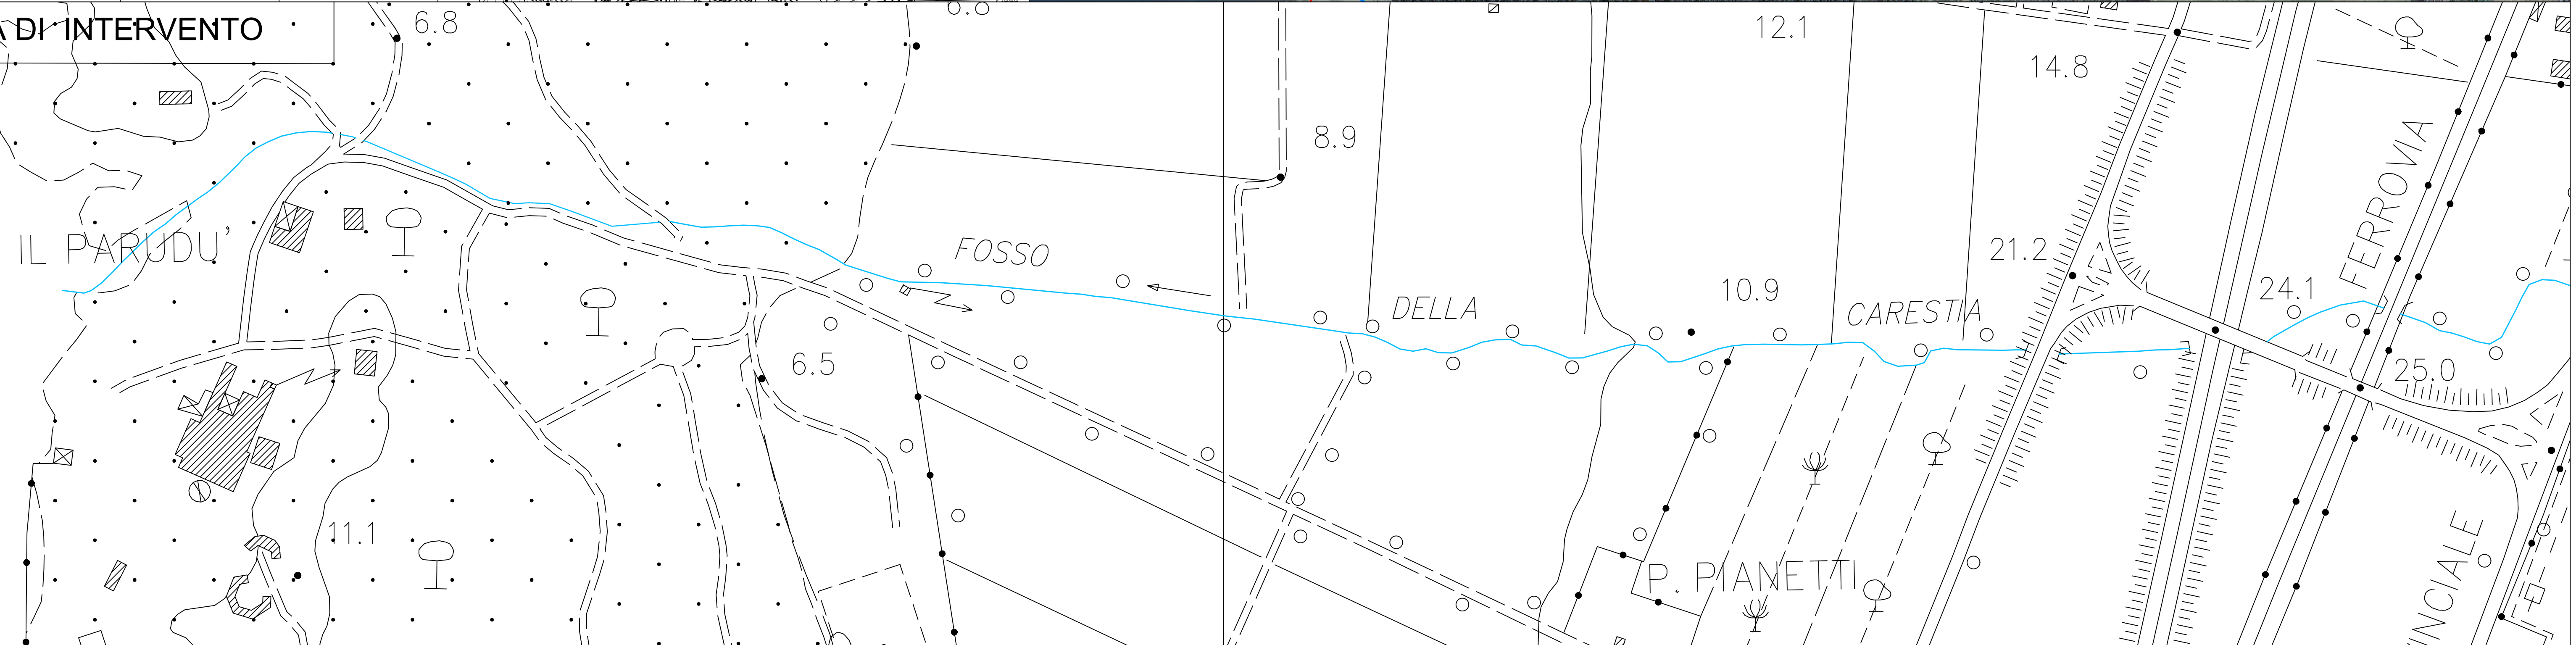 DI INTERVENTO
6.8
12.1
14.8
8.9
FERROVIA
IL PARUDU'
FOSSO
DELLA
CARESTIA
21.2
24.1
10.9
6.5
25.0
11.1
P. PIANETTI